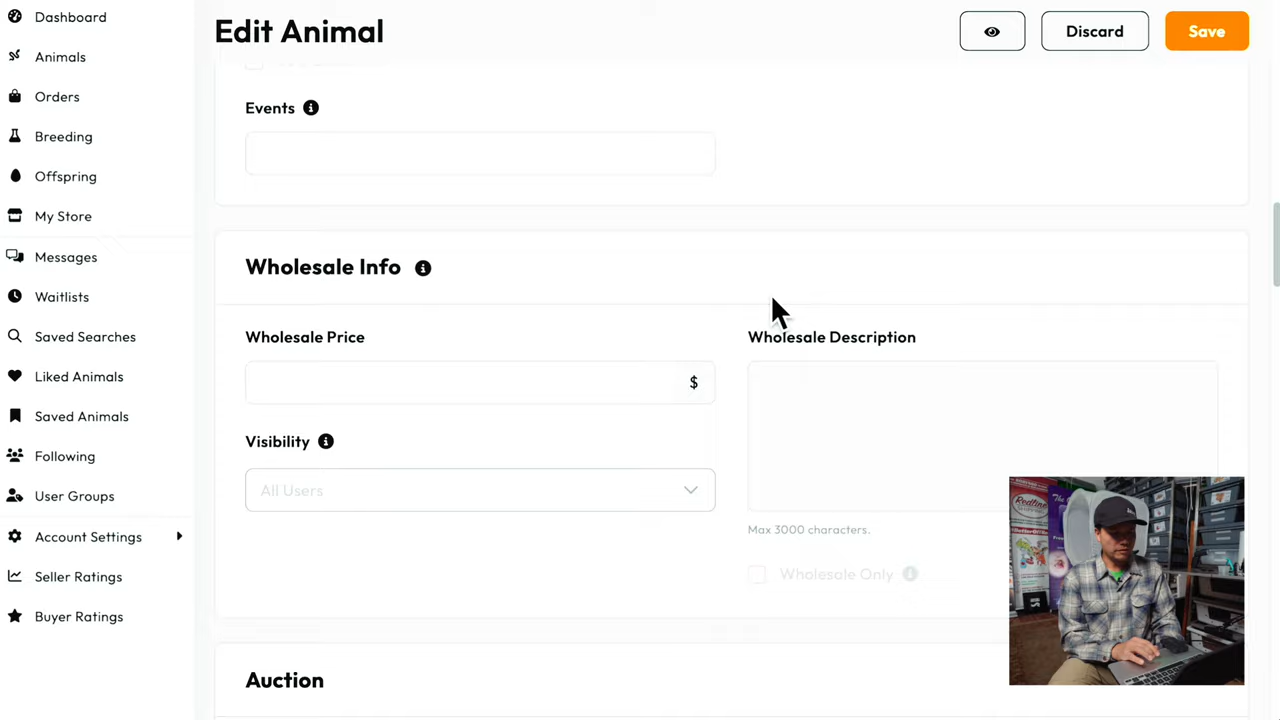 Dashboard
Animals
Orders
Breeding
Offspring
My Store
Messages
Waitlists
Saved Searches
Liked Animals
Saved Animals
Following
User Groups
Account Settings
Seller Ratings
Buyer Ratings
Edit Animal
Discard
Save
Events
Wholesale Info
Wholesale Price
$
Visibility
All Users
Wholesale Description
Max 3000 characters.
Wholesale Only
Auction
Redline